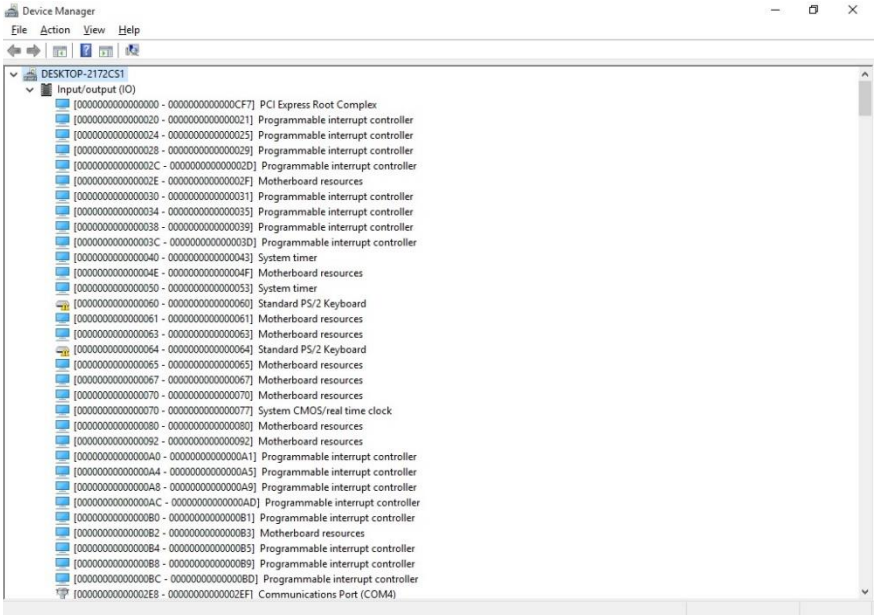 Device Manager
File Action View Help
DESKTOP-2172CS1
Input/output (IO)
[0000000000000000 - 0000000000000CF7] PCI Express Root Complex
[0000000000000020 - 0000000000000021] Programmable interrupt controller
[0000000000000024 - 0000000000000025] Programmable interrupt controller
[0000000000000028 - 0000000000000029] Programmable interrupt controller
[000000000000002C - 000000000000002D] Programmable interrupt controller
[000000000000002E - 000000000000002F] Motherboard resources
[0000000000000030 - 0000000000000031] Programmable interrupt controller
[0000000000000034 - 0000000000000035] Programmable interrupt controller
[0000000000000038 - 0000000000000039] Programmable interrupt controller
[000000000000003C - 000000000000003D] Programmable interrupt controller
[0000000000000040 - 0000000000000043] System timer
[000000000000004E - 000000000000004F] Motherboard resources
[0000000000000050 - 0000000000000053] System timer
[0000000000000060 - 0000000000000060] Standard PS/2 Keyboard
[0000000000000061 - 0000000000000061] Motherboard resources
[0000000000000063 - 0000000000000063] Motherboard resources
[0000000000000064 - 0000000000000064] Standard PS/2 Keyboard
[0000000000000065 - 0000000000000065] Motherboard resources
[0000000000000067 - 0000000000000067] Motherboard resources
[0000000000000070 - 0000000000000070] Motherboard resources
[0000000000000070 - 0000000000000077] System CMOS/real time clock
[0000000000000080 - 0000000000000080] Motherboard resources
[0000000000000092 - 0000000000000092] Motherboard resources
[00000000000000A0 - 00000000000000A1] Programmable interrupt controller
[00000000000000A4 - 00000000000000A5] Programmable interrupt controller
[00000000000000A8 - 00000000000000A9] Programmable interrupt controller
[00000000000000AC - 00000000000000AD] Programmable interrupt controller
[00000000000000B0 - 00000000000000B1] Programmable interrupt controller
[00000000000000B2 - 00000000000000B3] Motherboard resources
[00000000000000B4 - 00000000000000B5] Programmable interrupt controller
[00000000000000B8 - 00000000000000B9] Programmable interrupt controller
[00000000000000BC - 00000000000000BD] Programmable interrupt controller
[00000000000002E8 - 00000000000002EF] Communications Port (COM4)